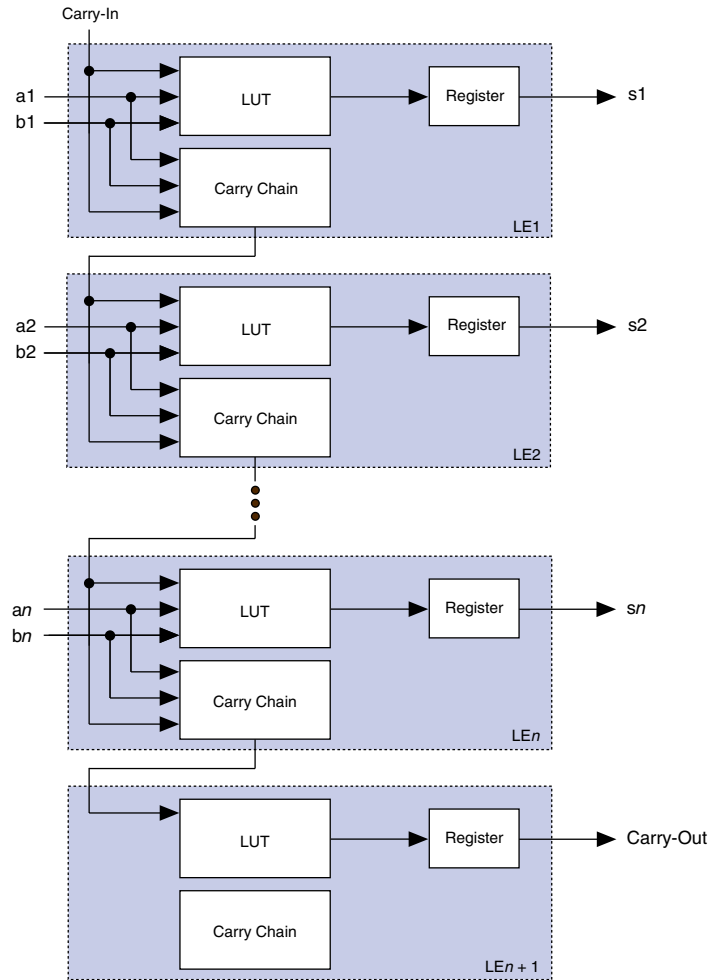 Carry-In
a1
b1
LUT
Register
s1
Carry Chain
LE1
a2
b2
LUT
Register
s2
Carry Chain
LE2
an
bn
LUT
Register
sn
Carry Chain
LEn
LUT
Register
Carry-Out
Carry Chain
LEn + 1